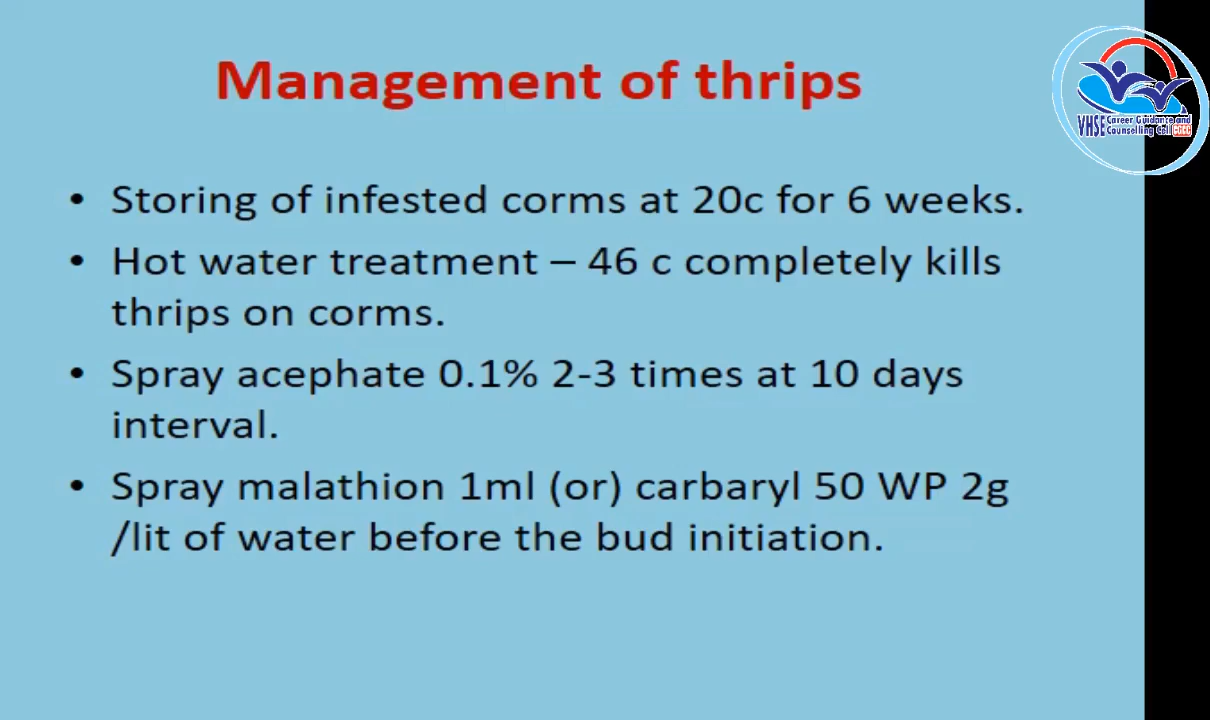 Management of thrips
VHSE Career Guidance and
Counselling Cell CGCC
• Storing of infested corms at 20c for 6 weeks.
• Hot water treatment – 46 c completely kills
thrips on corms.
• Spray acephate 0.1% 2-3 times at 10 days
interval.
• Spray malathion 1ml (or) carbaryl 50 WP 2g
/lit of water before the bud initiation.